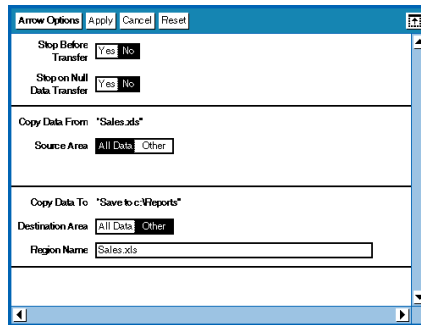 Arrow Options Apply Cancel Reset
Stop Before Transfer Yes No
Stop on Null Data Transfer Yes No
Copy Data From "Sales.xls"
Source Area All Data Other
Copy Data To "Save to c:\Reports"
Destination Area All Data Other
Region Name Sales.xls